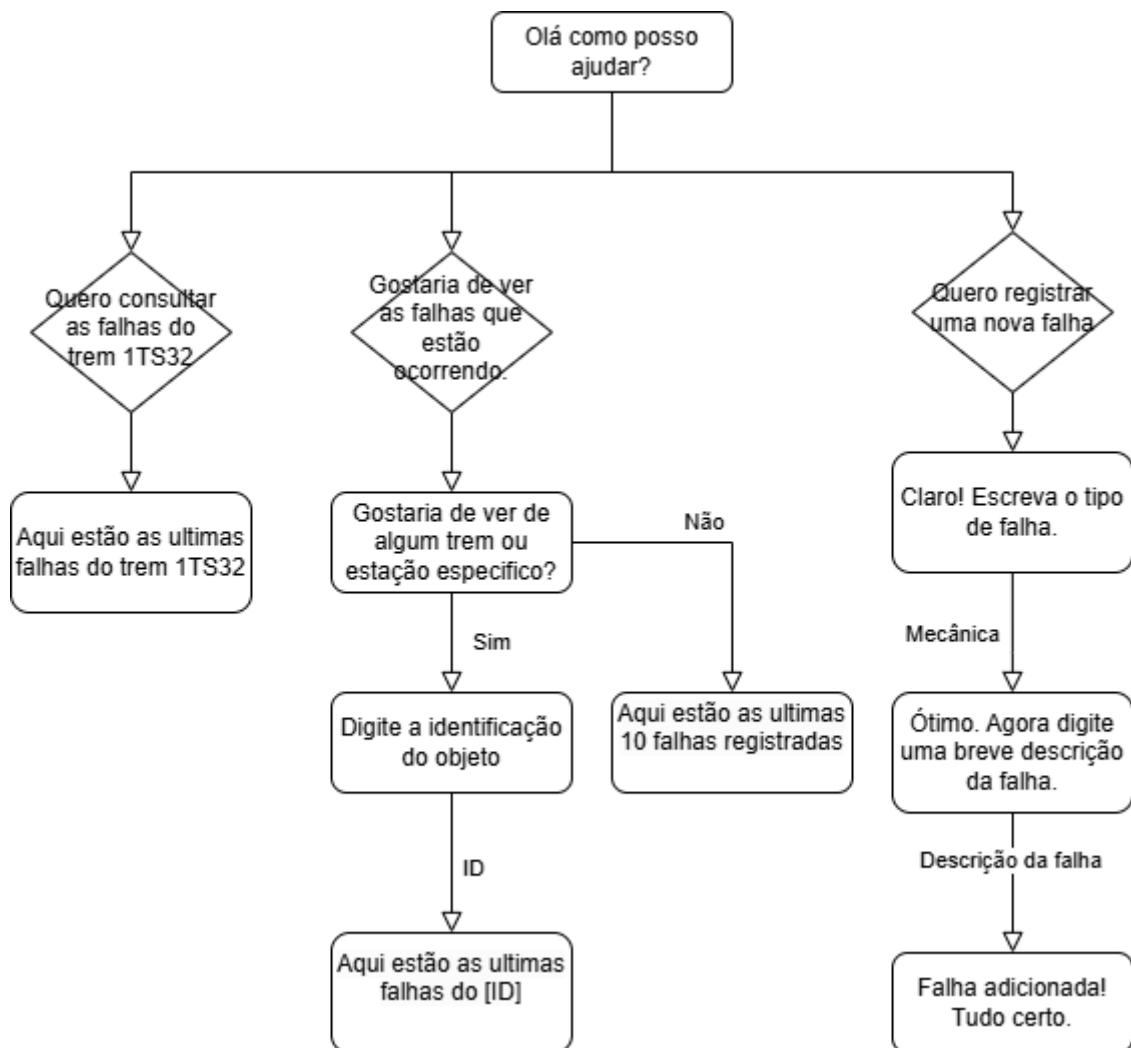 Olá como posso
ajudar?
Quero consultar
as falhas do
trem 1TS32
Gostaria de ver
as falhas que
estão
ocorrendo.
Quero registrar
uma nova falha
Aqui estão as ultimas
falhas do trem 1TS32
Gostaria de ver de
algum trem ou
estação especifico?
Não
Claro! Escreva o tipo
de falha.
Sim
Mecânica
Digite a identificação
do objeto
Aqui estão as ultimas
10 falhas registradas
Ótimo. Agora digite
uma breve descrição
da falha.
ID
Descrição da falha
Aqui estão as ultimas
falhas do [ID]
Falha adicionada!
Tudo certo.